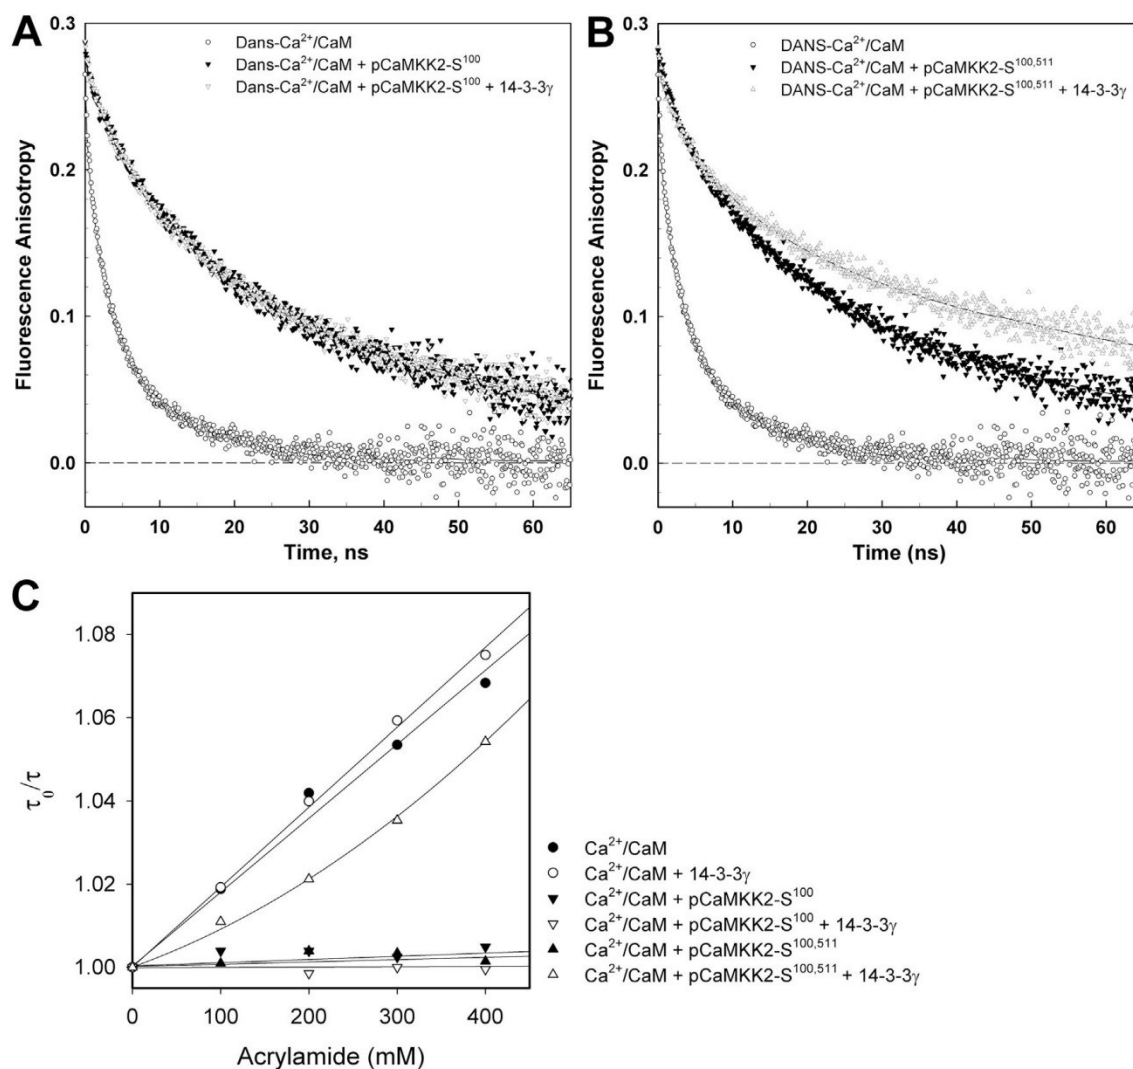 A
Dans-Ca²⁺/CaM
Dans-Ca²⁺/CaM + pCaMKK2-S¹⁰⁰
Dans-Ca²⁺/CaM + pCaMKK2-S¹⁰⁰ + 14-3-3γ
0.3
0.2
0.1
0.0
Fluorescence Anisotropy
0 10 20 30 40 50 60
Time, ns
B
DANS-Ca²⁺/CaM
DANS-Ca²⁺/CaM + pCaMKK2-S¹⁰⁰,⁵¹¹
DANS-Ca²⁺/CaM + pCaMKK2-S¹⁰⁰,⁵¹¹ + 14-3-3γ
0.3
0.2
0.1
0.0
Fluorescence Anisotropy
0 10 20 30 40 50 60
Time (ns)
C
1.08
1.06
1.04
1.02
1.00
τ/τ₀
0 100 200 300 400
Acrylamide (mM)
Ca²⁺/CaM
Ca²⁺/CaM + 14-3-3γ
Ca²⁺/CaM + pCaMKK2-S¹⁰⁰
Ca²⁺/CaM + pCaMKK2-S¹⁰⁰ + 14-3-3γ
Ca²⁺/CaM + pCaMKK2-S¹⁰⁰,⁵¹¹
Ca²⁺/CaM + pCaMKK2-S¹⁰⁰,⁵¹¹ + 14-3-3γ